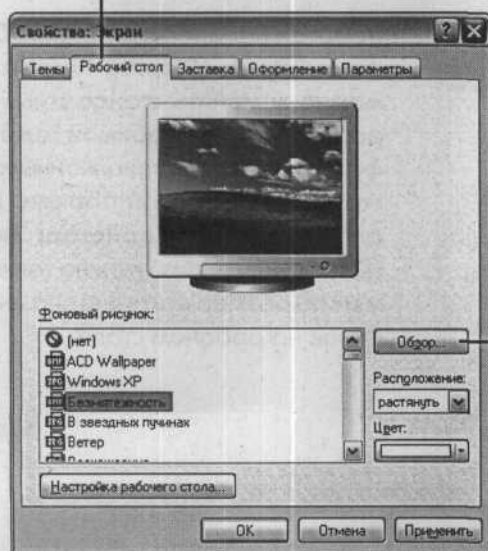 Свойства: Экран
Темы Рабочий стол Заставка Оформление Параметры
Фоновый рисунок:
(нет)
ACD Wallpaper
Windows XP
Безмятежность
В звездных пучинах
Ветер
Обзор...
Расположение:
растянуть
Цвет:
Настройка рабочего стола...
ОК Отмена Применить